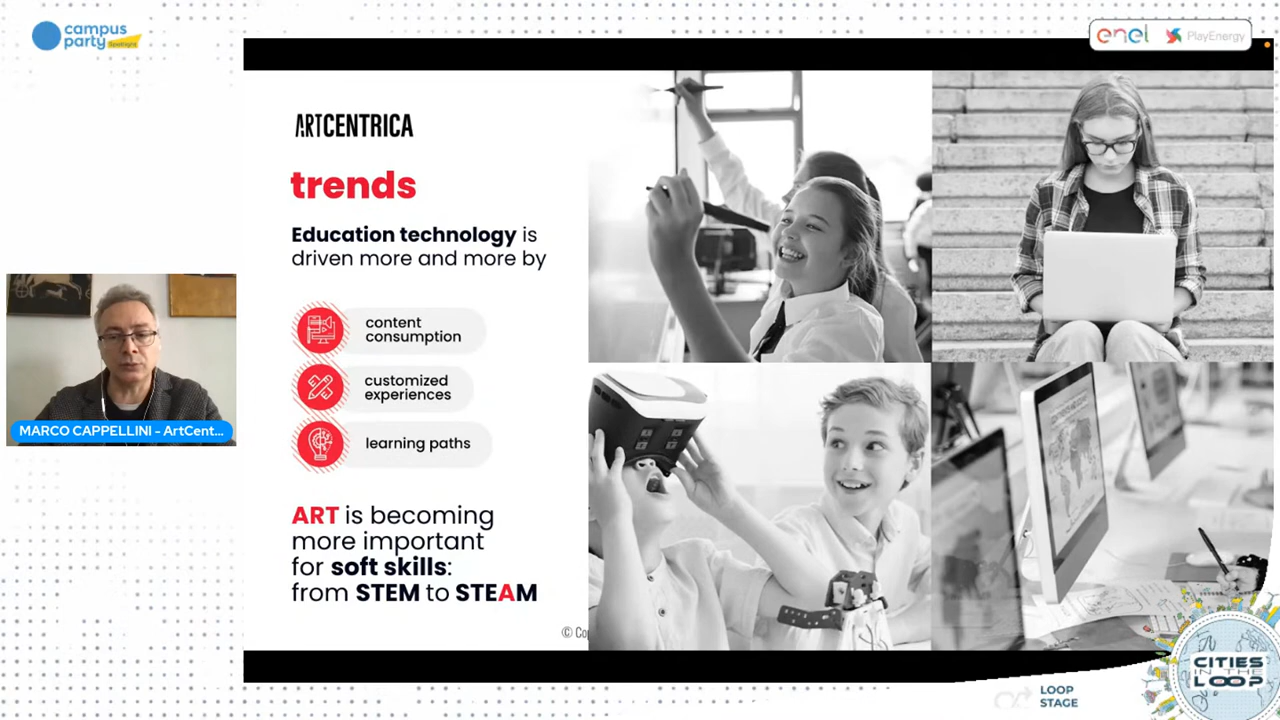 campus
party
Spotlight
enel
PlayEnergy
ARTCENTRICA
trends
Education technology is
driven more and more by
content
consumption
customized
experiences
learning paths
ART is becoming
more important
for soft skills:
from STEM to STEAM
©
MARCO CAPPELLINI - ArtCent...
CITIES
IN THE
LOOP
LOOP
STAGE